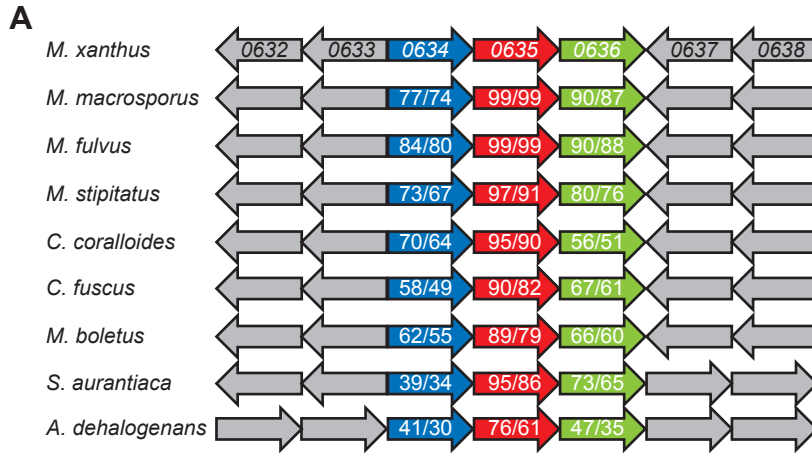 A
M. xanthus 0632 0633 0634 0635 0636 0637 0638
M. macrosporus 77/74 99/99 90/87
M. fulvus 84/80 99/99 90/88
M. stipitatus 73/67 97/91 80/76
C. coralloides 70/64 95/90 56/51
C. fuscus 58/49 90/82 67/61
M. boletus 62/55 89/79 66/60
S. aurantiaca 39/34 95/86 73/65
A. dehalogenans 41/30 76/61 47/35